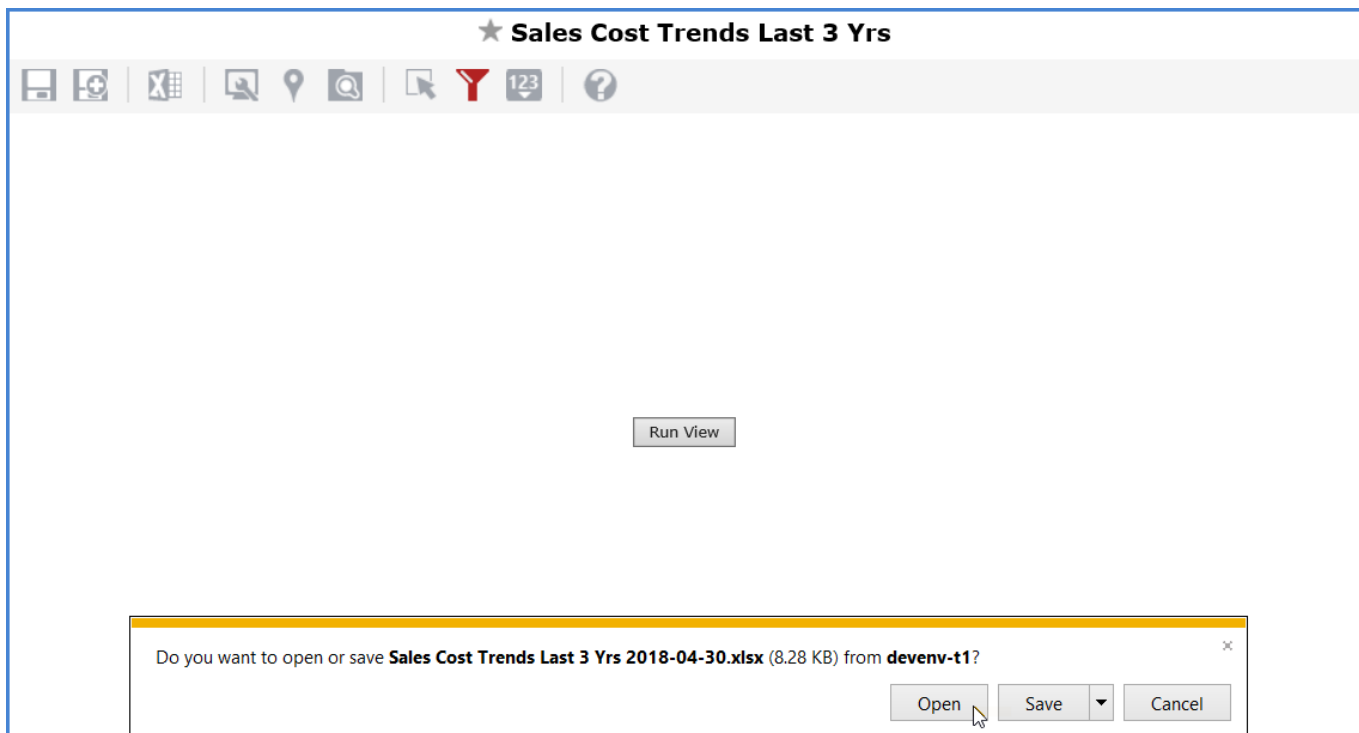 Sales Cost Trends Last 3 Yrs
X
123
?
Run View
Do you want to open or save Sales Cost Trends Last 3 Yrs 2018-04-30.xlsx (8.28 KB) from devenv-t1?
Open Save Cancel